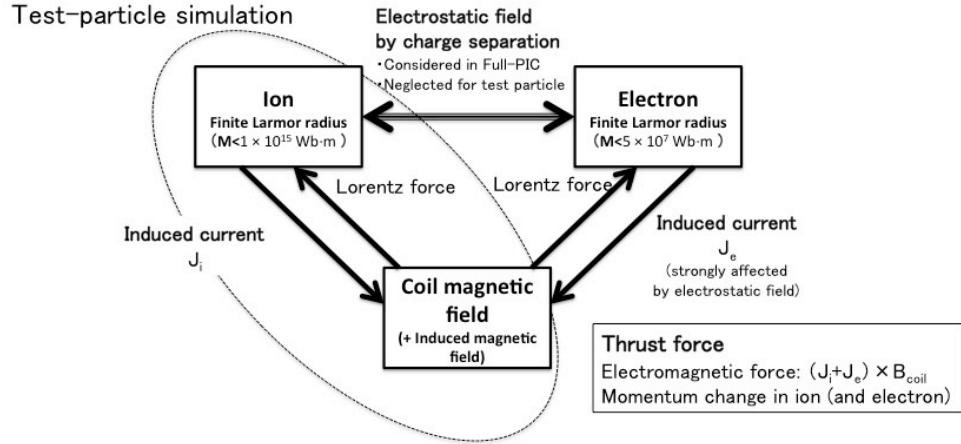 Test-particle simulation
Electrostatic field
by charge separation
・Considered in Full-PIC
・Neglected for test particle
Ion
Finite Larmor radius
(M<1 × 10¹⁵ Wb·m )
Electron
Finite Larmor radius
(M<5 × 10⁷ Wb·m )
Lorentz force
Lorentz force
Induced current
Jᵢ
Induced current
Jₑ
(strongly affected
by electrostatic field)
Coil magnetic
field
(+ Induced magnetic
field)
Thrust force
Electromagnetic force: (Jᵢ+Jₑ) × B_coil
Momentum change in ion (and electron)